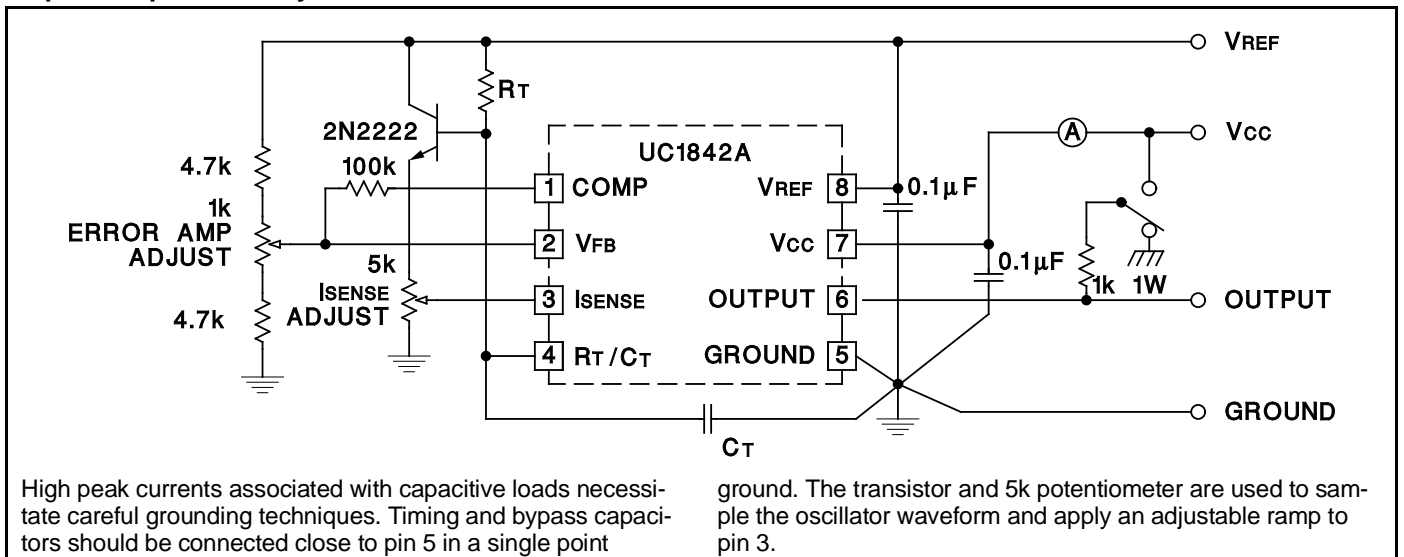 VREF
RT
VCC
A
2N2222
UC1842A
4.7k
100k
1 COMP
VREF 8
0.1µF
1k
ERROR AMP
ADJUST
2 VFB
VCC 7
5k
0.1µF
ISENSE
ADJUST
3 ISENSE
OUTPUT 6
1k 1W
OUTPUT
4.7k
4 RT/CT
GROUND 5
GROUND
CT
High peak currents associated with capacitive loads necessi-
tate careful grounding techniques. Timing and bypass capaci-
tors should be connected close to pin 5 in a single point
ground. The transistor and 5k potentiometer are used to sam-
ple the oscillator waveform and apply an adjustable ramp to
pin 3.